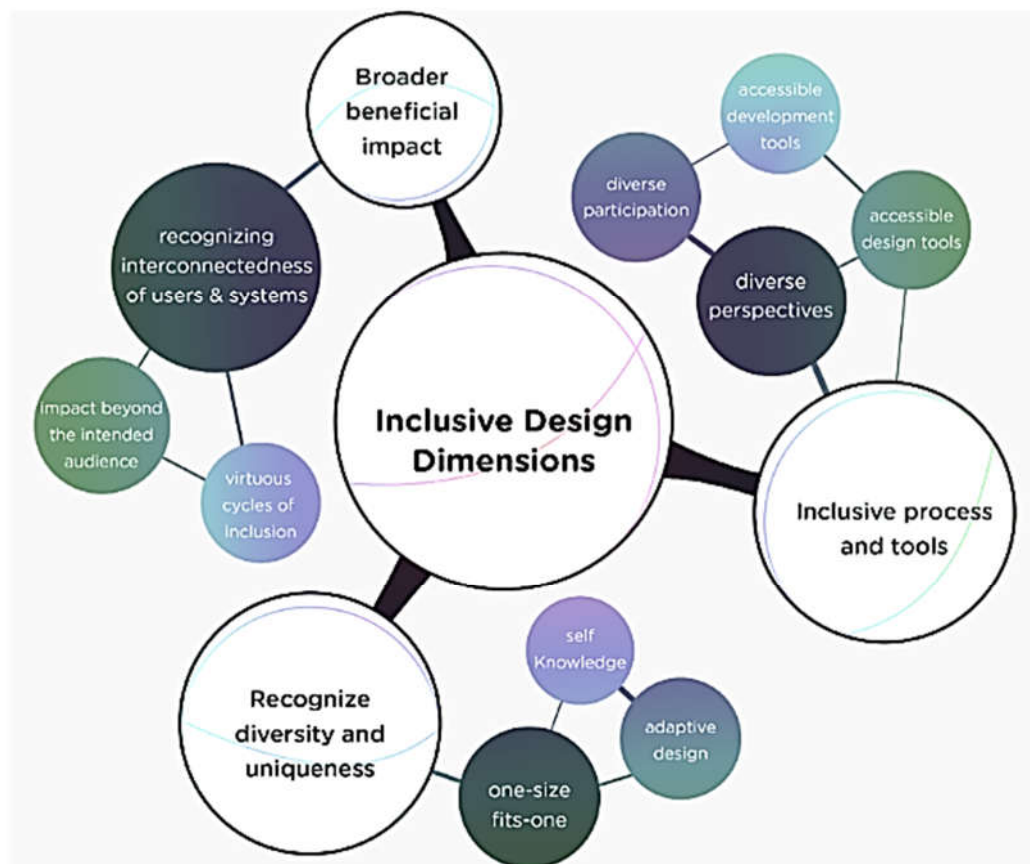 Broader
beneficial
impact
recognizing
interconnectedness
of users & systems
impact beyond
the intended
audience
virtuous
cycles of
inclusion
accessible
development
tools
diverse
participation
accessible
design tools
diverse
perspectives
Inclusive Design
Dimensions
Inclusive process
and tools
Recognize
diversity and
uniqueness
self
Knowledge
adaptive
design
one-size
fits-one